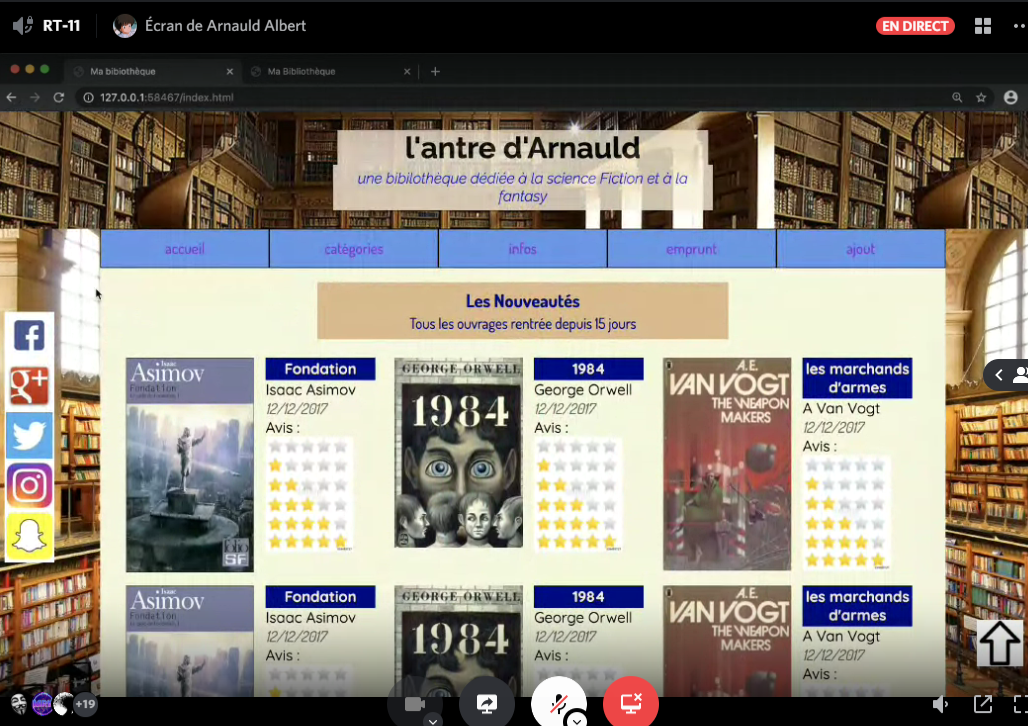 RT-11
Écran de Arnauld Albert
EN DIRECT
Ma bibiothèque
Ma Bibliothèque
127.0.0.1:58467/index.html
l'antre d'Arnauld
une bibilothèque dédiée à la science Fiction et à la
fantasy
accueil
catégories
infos
emprunt
ajout
Les Nouveautés
Tous les ouvrages rentrée depuis 15 jours
Isaac
Asimov
Fondation
folio
SF
Fondation
Isaac Asimov
12/12/2017
Avis :
GEORGE ORWELL
1984
1984
George Orwell
12/12/2017
Avis :
A.E.
VAN VOGT
THE WEAPON
MAKERS
les marchands
d'armes
A Van Vogt
12/12/2017
Avis :
Isaac
Asimov
Fondation
Fondation
Isaac Asimov
12/12/2017
Avis :
GEORGE ORWELL
1984
1984
George Orwell
12/12/2017
Avis :
A.E.
VAN VOGT
THE WEAPON
MAKERS
les marchands
d'armes
A Van Vogt
12/12/2017
Avis :
+19